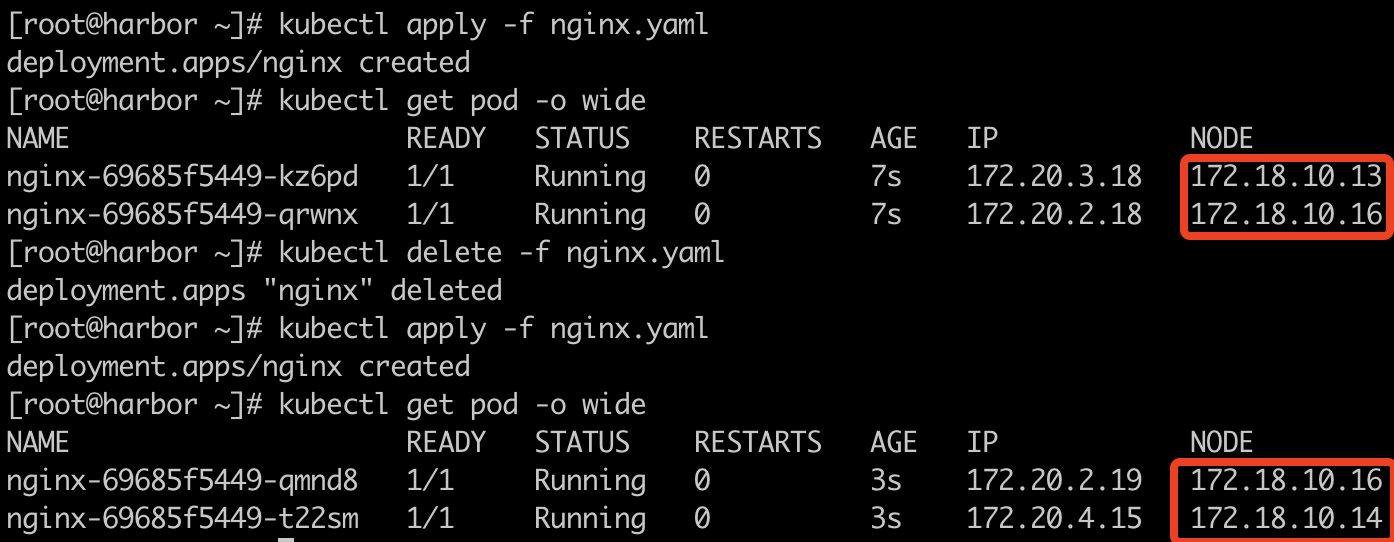 [root@harbor ~]# kubectl apply -f nginx.yaml
deployment.apps/nginx created
[root@harbor ~]# kubectl get pod -o wide
NAME READY STATUS RESTARTS AGE IP NODE
nginx-69685f5449-kz6pd 1/1 Running 0 7s 172.20.3.18 172.18.10.13
nginx-69685f5449-qrwnx 1/1 Running 0 7s 172.20.2.18 172.18.10.16
[root@harbor ~]# kubectl delete -f nginx.yaml
deployment.apps "nginx" deleted
[root@harbor ~]# kubectl apply -f nginx.yaml
deployment.apps/nginx created
[root@harbor ~]# kubectl get pod -o wide
NAME READY STATUS RESTARTS AGE IP NODE
nginx-69685f5449-qmnd8 1/1 Running 0 3s 172.20.2.19 172.18.10.16
nginx-69685f5449-t22sm 1/1 Running 0 3s 172.20.4.15 172.18.10.14